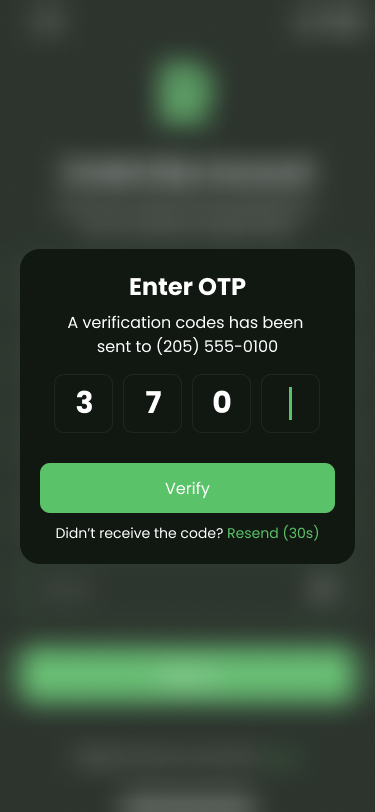 Enter OTP
A verification codes has been
sent to (205) 555-0100
3 7 0
Verify
Didn’t receive the code? Resend (30s)